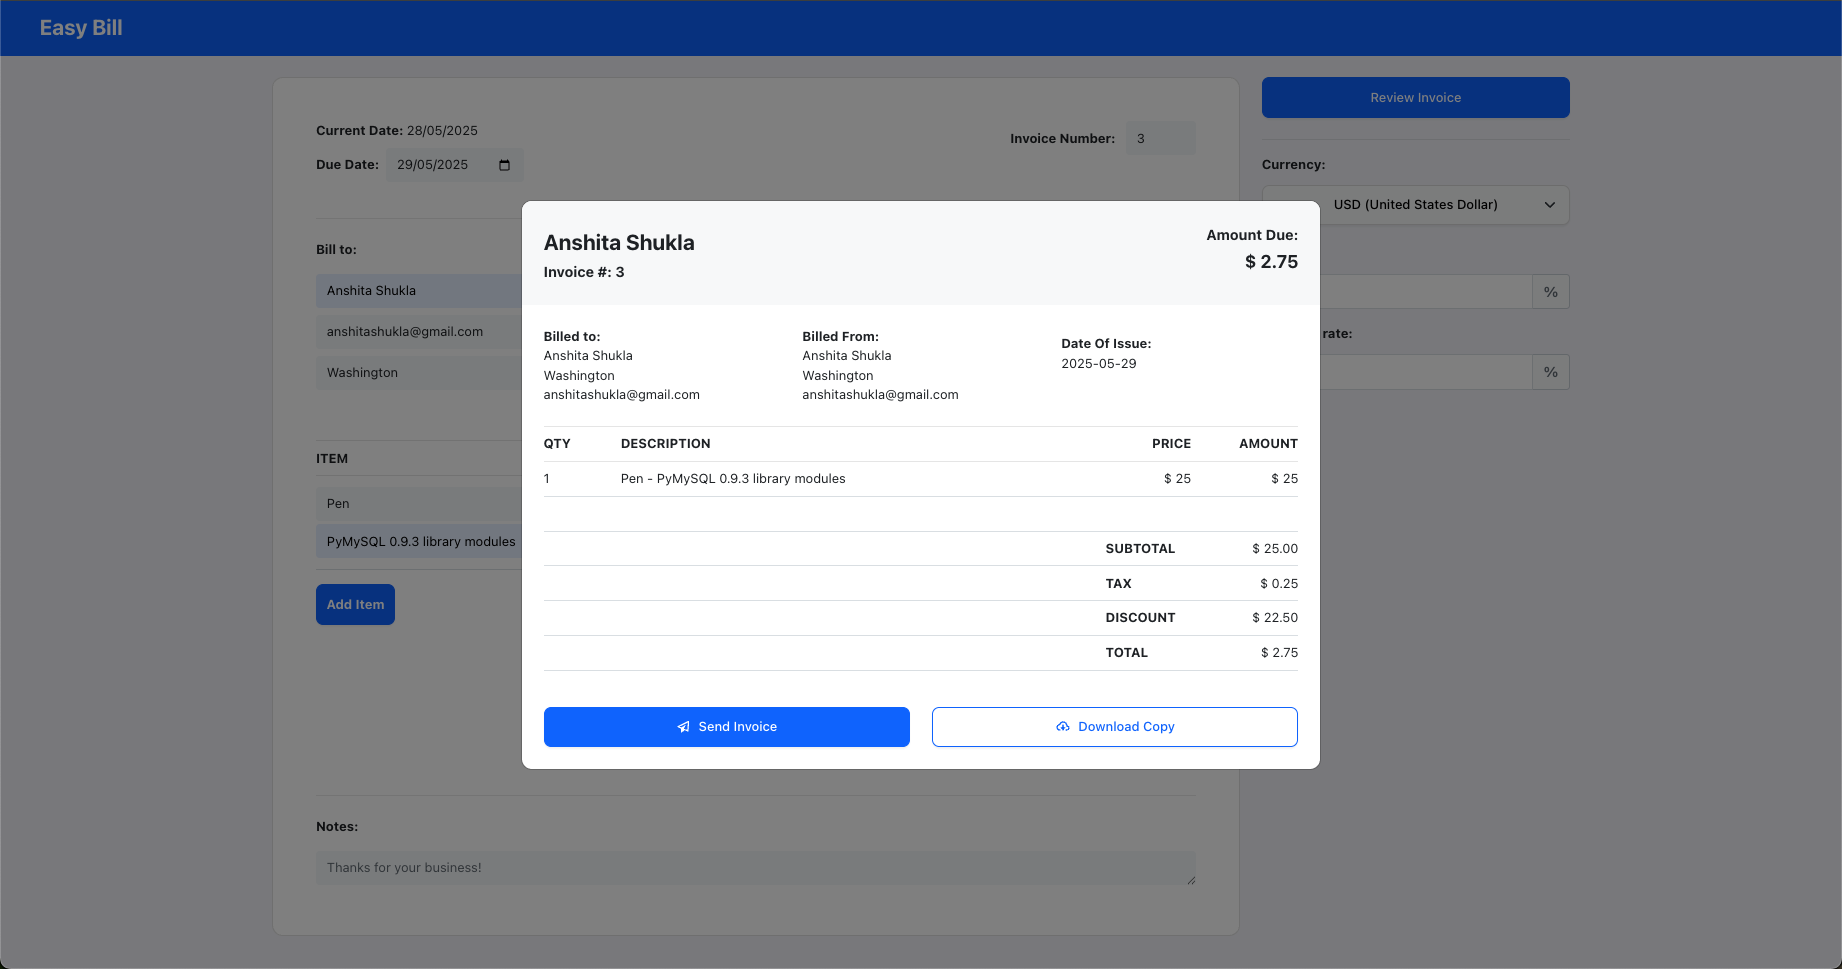 Easy Bill
Current Date: 28/05/2025
Due Date: 29/05/2025
Invoice Number: 3
Bill to:
Anshita Shukla
anshitashukla@gmail.com
Washington
ITEM
Pen
PyMySQL 0.9.3 library modules
Add Item
Notes:
Thanks for your business!
Review Invoice
Currency:
USD (United States Dollar)
%
rate:
%
Anshita Shukla
Invoice #: 3
Amount Due:
$ 2.75
Billed to:
Anshita Shukla
Washington
anshitashukla@gmail.com
Billed From:
Anshita Shukla
Washington
anshitashukla@gmail.com
Date Of Issue:
2025-05-29
QTY DESCRIPTION PRICE AMOUNT
1 Pen - PyMySQL 0.9.3 library modules $ 25 $ 25
SUBTOTAL $ 25.00
TAX $ 0.25
DISCOUNT $ 22.50
TOTAL $ 2.75
Send Invoice
Download Copy